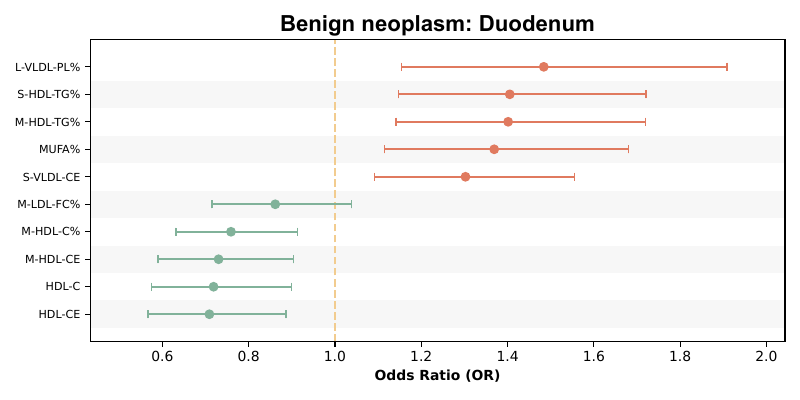 Benign neoplasm: Duodenum
L-VLDL-PL%
S-HDL-TG%
M-HDL-TG%
MUFA%
S-VLDL-CE
M-LDL-FC%
M-HDL-C%
M-HDL-CE
HDL-C
HDL-CE
0.6 0.8 1.0 1.2 1.4 1.6 1.8 2.0
Odds Ratio (OR)